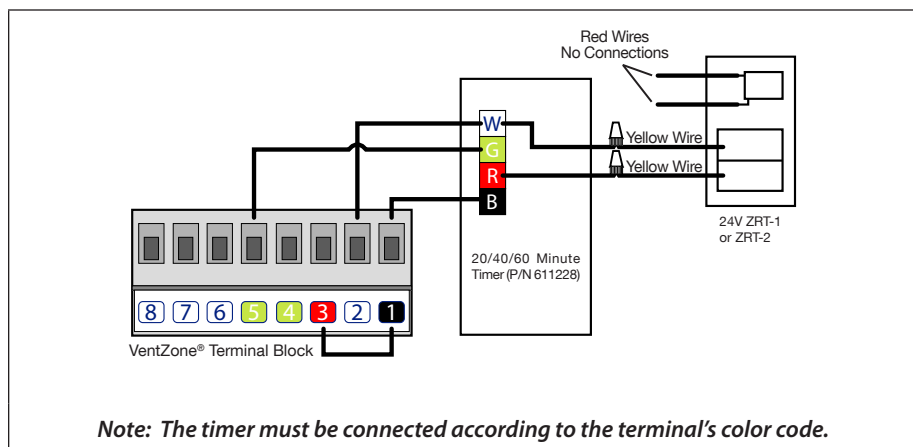 Red Wires
No Connections
W
G
R
B
Yellow Wire
Yellow Wire
24V ZRT-1
or ZRT-2
20/40/60 Minute
Timer (P/N 611228)
8 7 6 5 4 3 2 1
VentZone® Terminal Block
Note: The timer must be connected according to the terminal's color code.